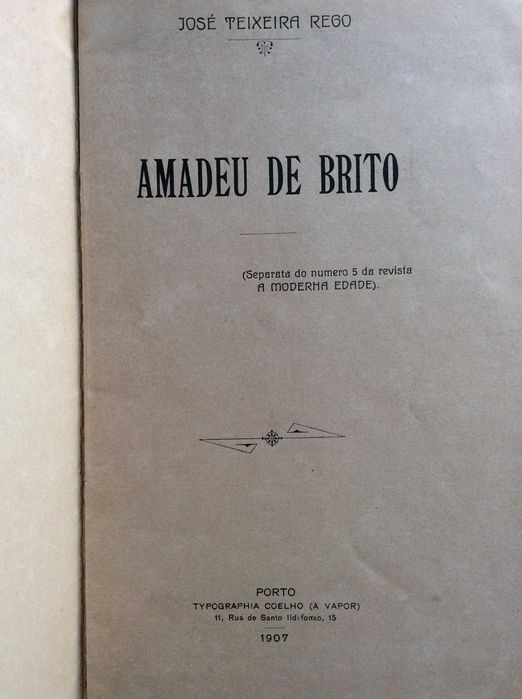 JOSÉ TEIXEIRA REGO
AMADEU DE BRITO
(Separata do numero 5 da revista
A MODERNA EDADE).
PORTO
TYPOGRAPHIA COELHO (A VAPOR)
11, Rua de Santo Ildefonso, 15
1907